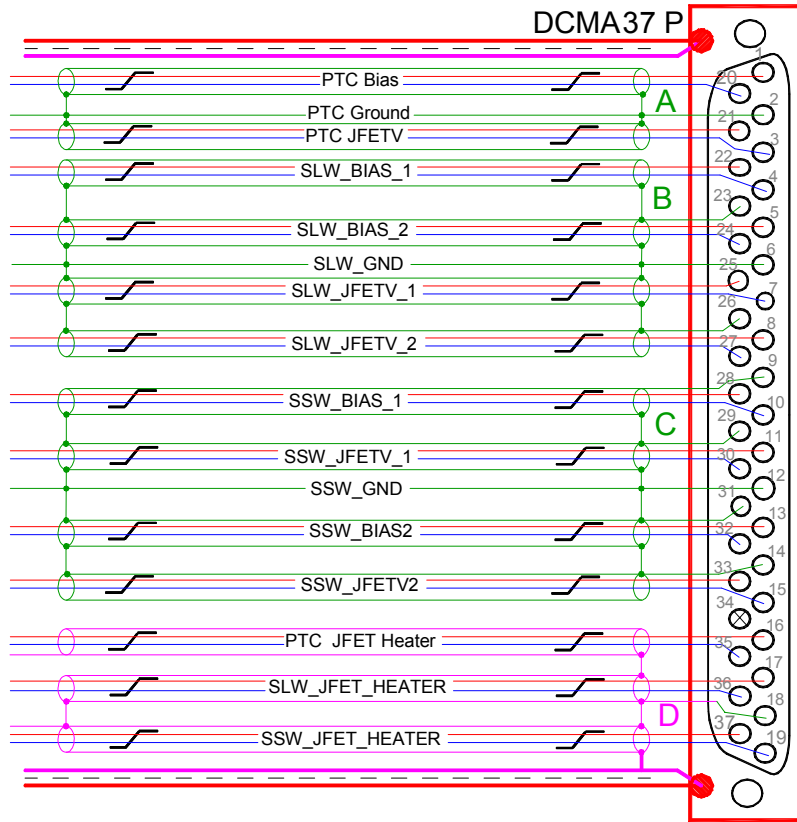 DCMA37 P
1
PTC Bias
20
A
2
PTC Ground
21
PTC JFETV
3
22
SLW_BIAS_1
4
B
23
5
SLW_BIAS_2
24
6
SLW_GND
25
SLW_JFETV_1
7
26
8
SLW_JFETV_2
27
9
28
SSW_BIAS_1
10
C
29
11
SSW_JFETV_1
30
12
SSW_GND
31
13
SSW_BIAS2
32
14
33
SSW_JFETV2
15
34
16
PTC JFET Heater
35
17
SLW_JFET_HEATER
36
18
D
37
SSW_JFET_HEATER
19